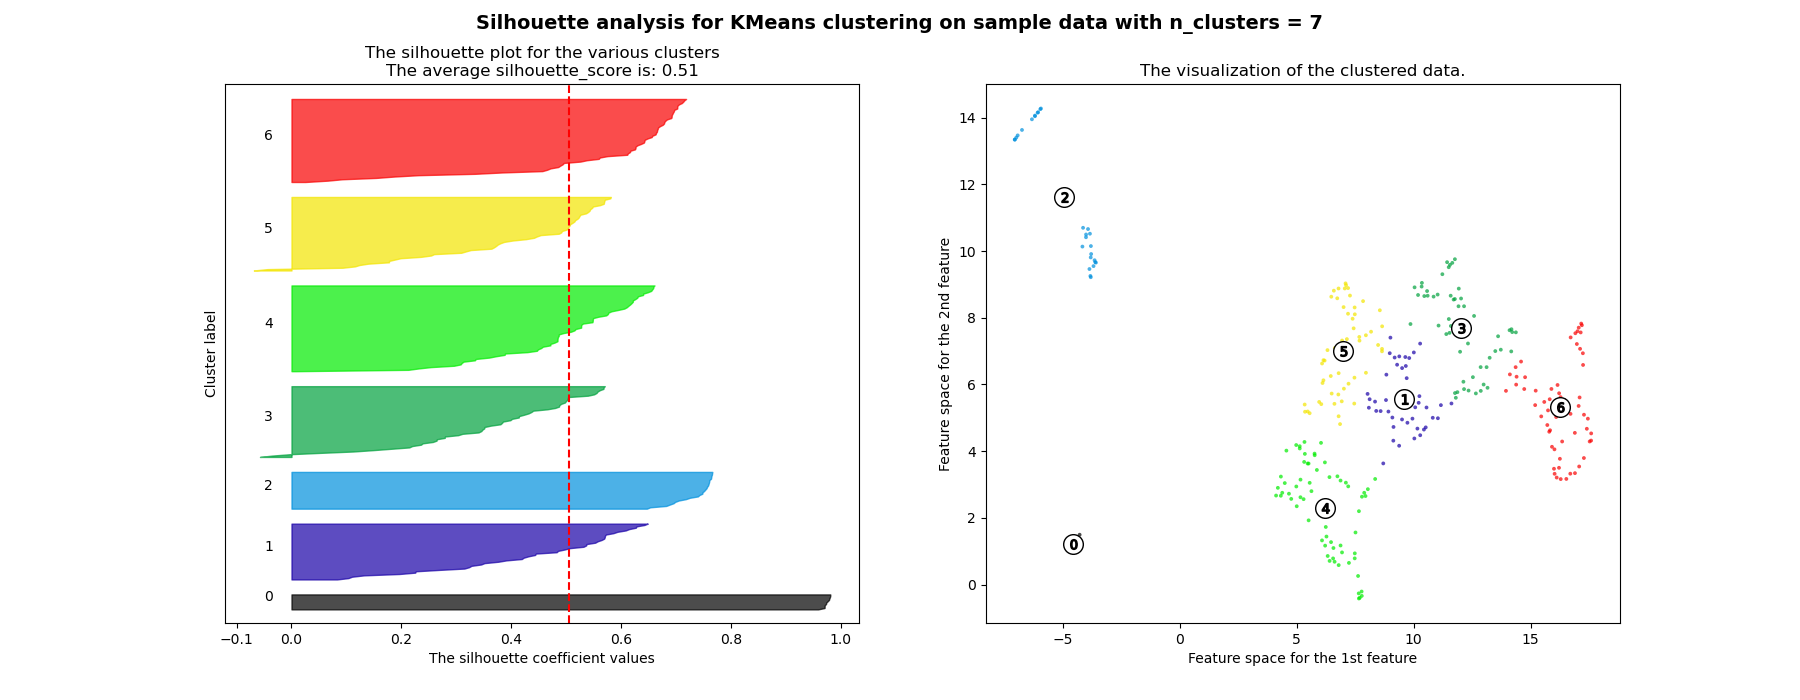 Silhouette analysis for KMeans clustering on sample data with n_clusters = 7
The silhouette plot for the various clusters
The average silhouette_score is: 0.51
6
5
4
3
2
1
0
Cluster label
−0.1 0.0 0.2 0.4 0.6 0.8 1.0
The silhouette coefficient values
The visualization of the clustered data.
14
12
10
8
6
4
2
0
Feature space for the 2nd feature
2
3
5
1
6
4
0
−5 0 5 10 15
Feature space for the 1st feature